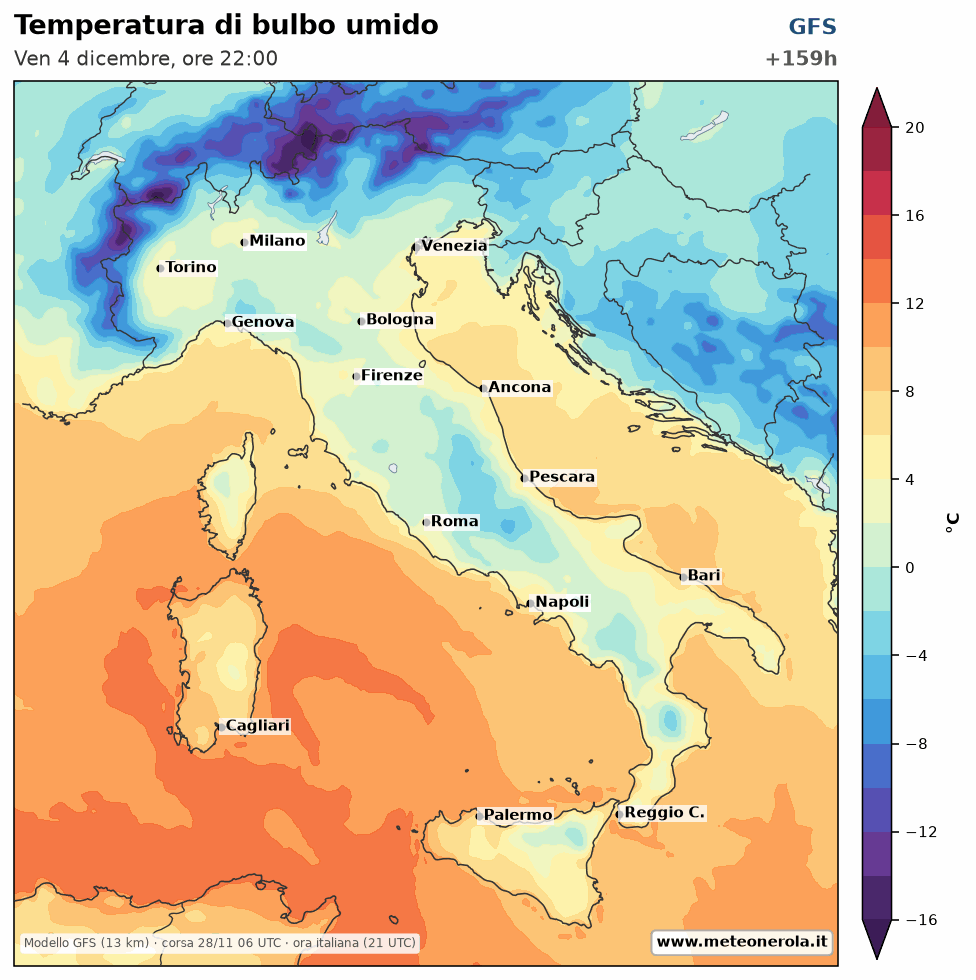 Temperatura di bulbo umido
GFS
Ven 4 dicembre, ore 22:00
+159h
Milano
Venezia
Torino
Genova
Bologna
Firenze
Ancona
Pescara
Roma
Bari
Napoli
Cagliari
Palermo
Reggio C.
20
16
12
8
4
0
−4
−8
−12
−16
°C
Modello GFS (13 km) · corsa 28/11 06 UTC · ora italiana (21 UTC)
www.meteonerola.it